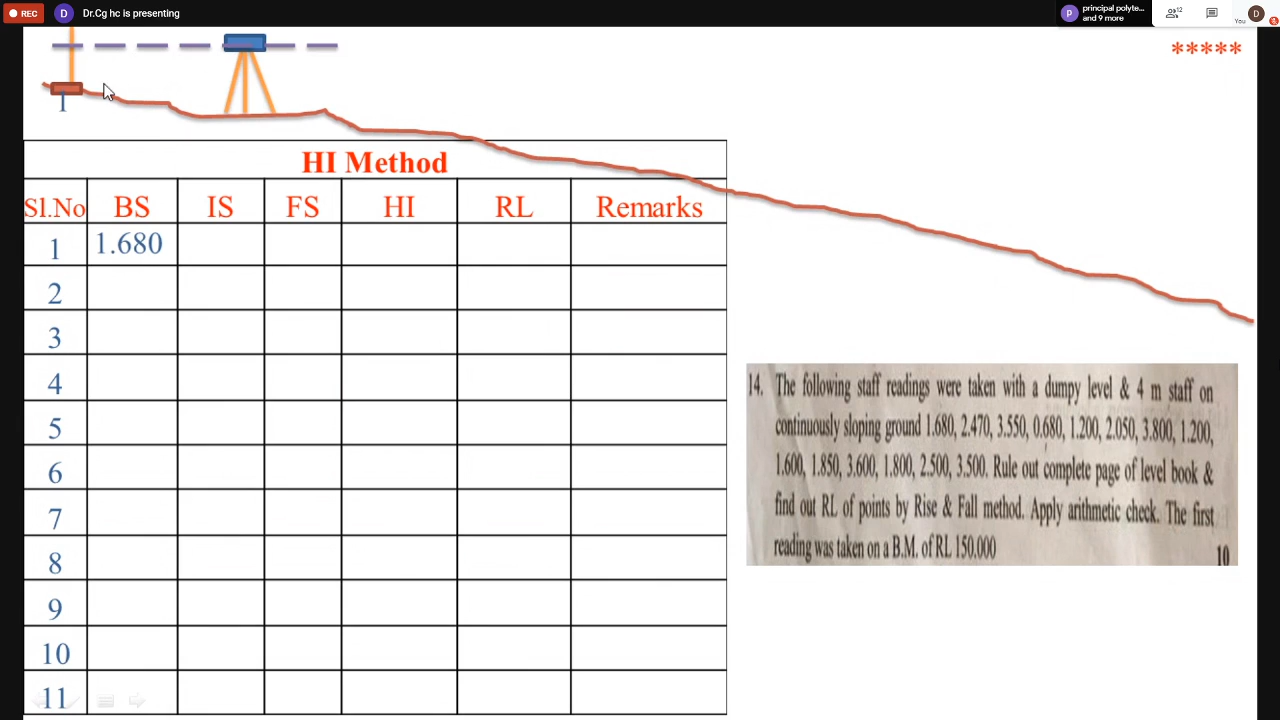 REC
D
Dr.Cg hc is presenting
P
principal polyte...
and 9 more
12
You
D
*****
1
HI Method
Sl.No BS IS FS HI RL Remarks
1 1.680
2
3
4
5
6
7
8
9
10
11
14. The following staff readings were taken with a dumpy level & 4 m staff on
continuously sloping ground 1.680, 2.470, 3.550, 0.680, 1.200, 2.050, 3.800, 1.200,
1.600, 1.850, 3.600, 1.800, 2.500, 3.500. Rule out complete page of level book &
find out RL of points by Rise & Fall method. Apply arithmetic check. The first
reading was taken on a B.M. of RL 150.000
10